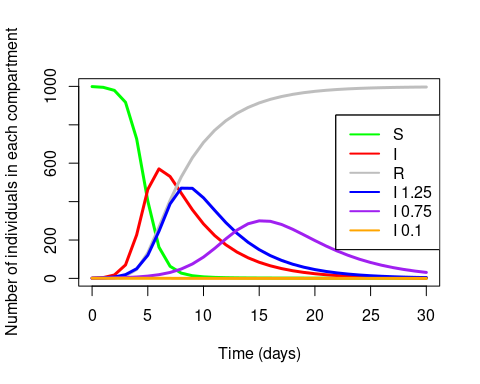 Number of individuals in each compartment
1000
600
200
0
S
I
R
I 1.25
I 0.75
I 0.1
0 5 10 15 20 25 30
Time (days)